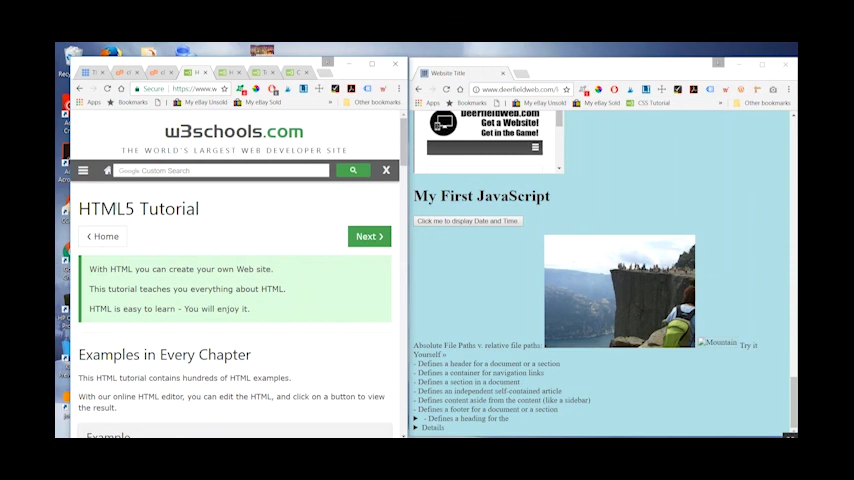 Secure
https://www.w
Apps
Bookmarks
My eBay Unsold
My eBay Sold
Other bookmarks
w3schools.com
THE WORLD'S LARGEST WEB DEVELOPER SITE
Google Custom Search
X
HTML5 Tutorial
Home
Next
With HTML you can create your own Web site.
This tutorial teaches you everything about HTML.
HTML is easy to learn - You will enjoy it.
Examples in Every Chapter
This HTML tutorial contains hundreds of HTML examples.
With our online HTML editor, you can edit the HTML, and click on a button to view
the result.
Example
Website Title
www.deerfieldweb.com/
Apps
Bookmarks
My eBay Unsold
My eBay Sold
CSS Tutorial
Other bookmarks
Deerfieldweb.com
Get a Website!
Get in the Game!
My First JavaScript
Click me to display Date and Time.
Absolute File Paths v. relative file paths: Mountain Try it
Yourself »
- Defines a header for a document or a section
- Defines a container for navigation links
- Defines a section in a document
- Defines an independent self-contained article
- Defines content aside from the content (like a sidebar)
- Defines a footer for a document or a section
- Defines a heading for the
Details